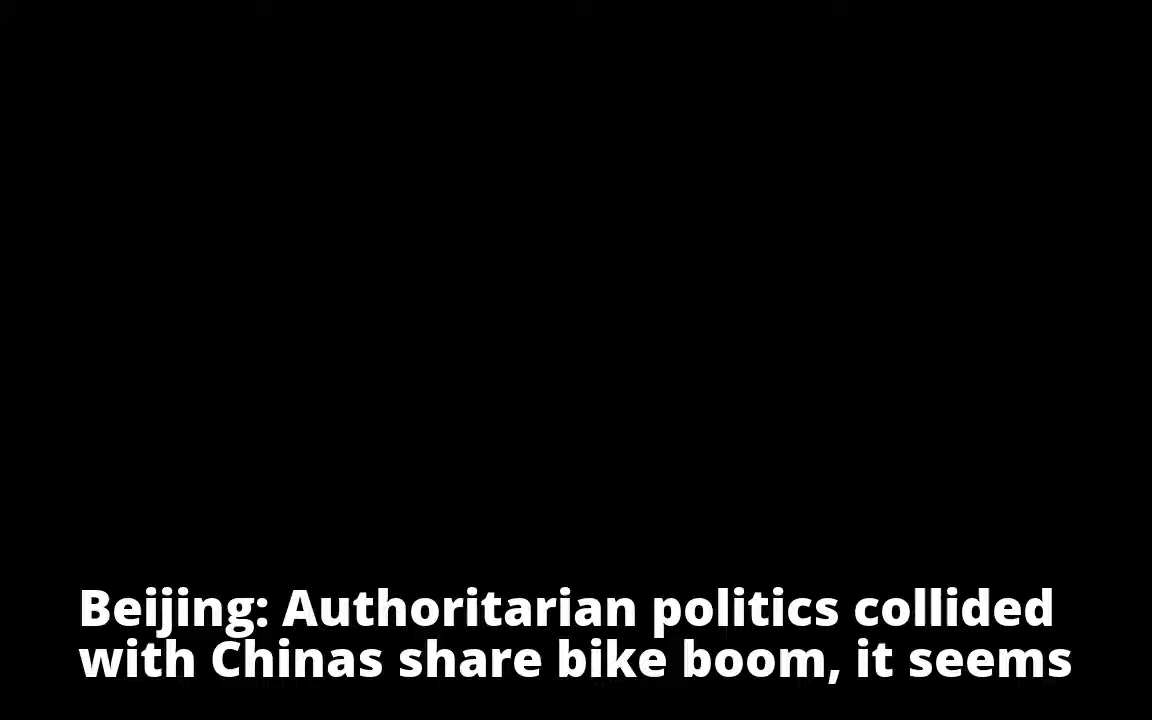 Beijing: Authoritarian politics collided
with Chinas share bike boom, it seems